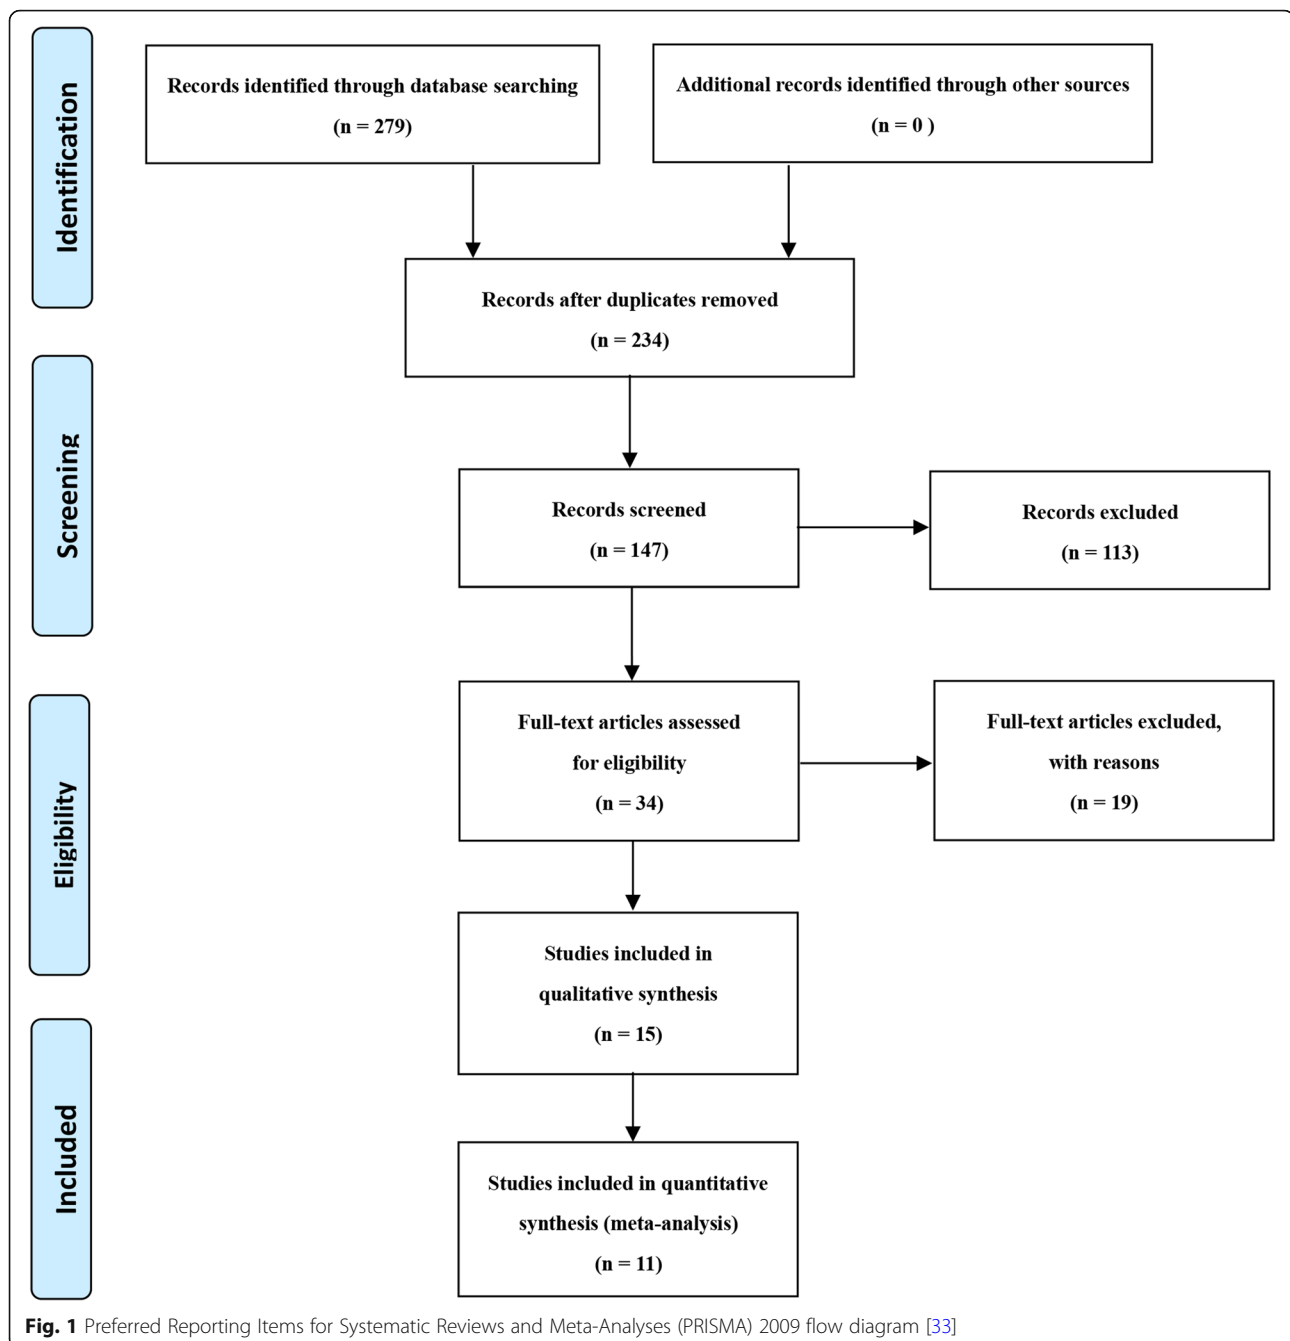 Identification
Records identified through database searching
(n = 279)
Additional records identified through other sources
(n = 0 )
Records after duplicates removed
(n = 234)
Screening
Records screened
(n = 147)
Records excluded
(n = 113)
Eligibility
Full-text articles assessed
for eligibility
(n = 34)
Full-text articles excluded,
with reasons
(n = 19)
Studies included in
qualitative synthesis
(n = 15)
Included
Studies included in quantitative
synthesis (meta-analysis)
(n = 11)
Fig. 1 Preferred Reporting Items for Systematic Reviews and Meta-Analyses (PRISMA) 2009 flow diagram [33]